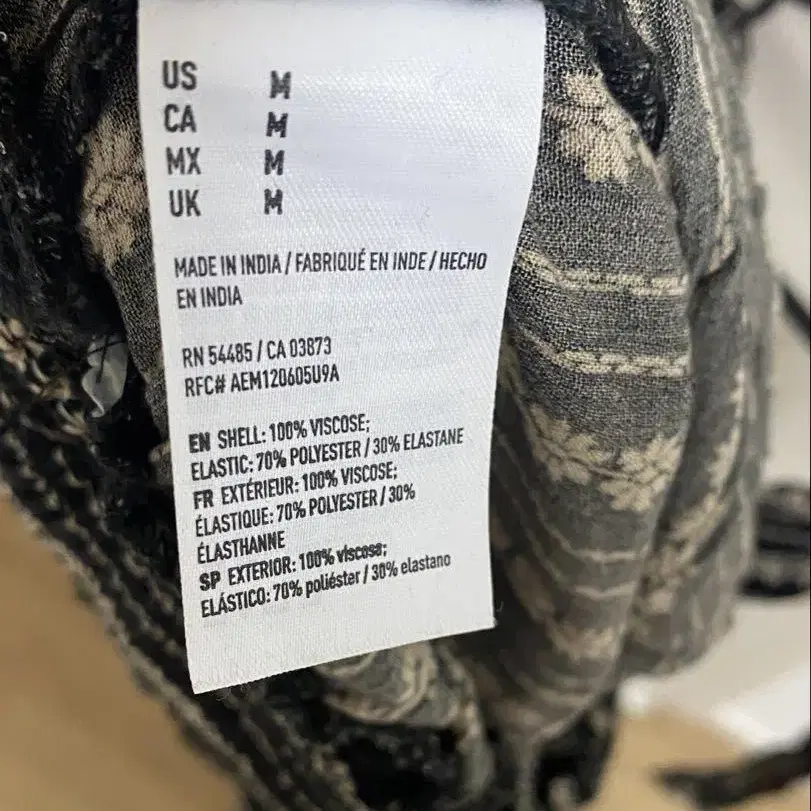 US M
CA M
MX M
UK M
MADE IN INDIA / FABRIQUÉ EN INDE / HECHO
EN INDIA
RN 54485 / CA 03873
RFC# AEM120605U9A
EN SHELL: 100% VISCOSE;
ELASTIC: 70% POLYESTER / 30% ELASTANE
FR EXTÉRIEUR: 100% VISCOSE;
ÉLASTIQUE: 70% POLYESTER / 30%
ÉLASTHANNE
SP EXTERIOR: 100% viscosa;
ELÁSTICO: 70% poliéster / 30% elastano